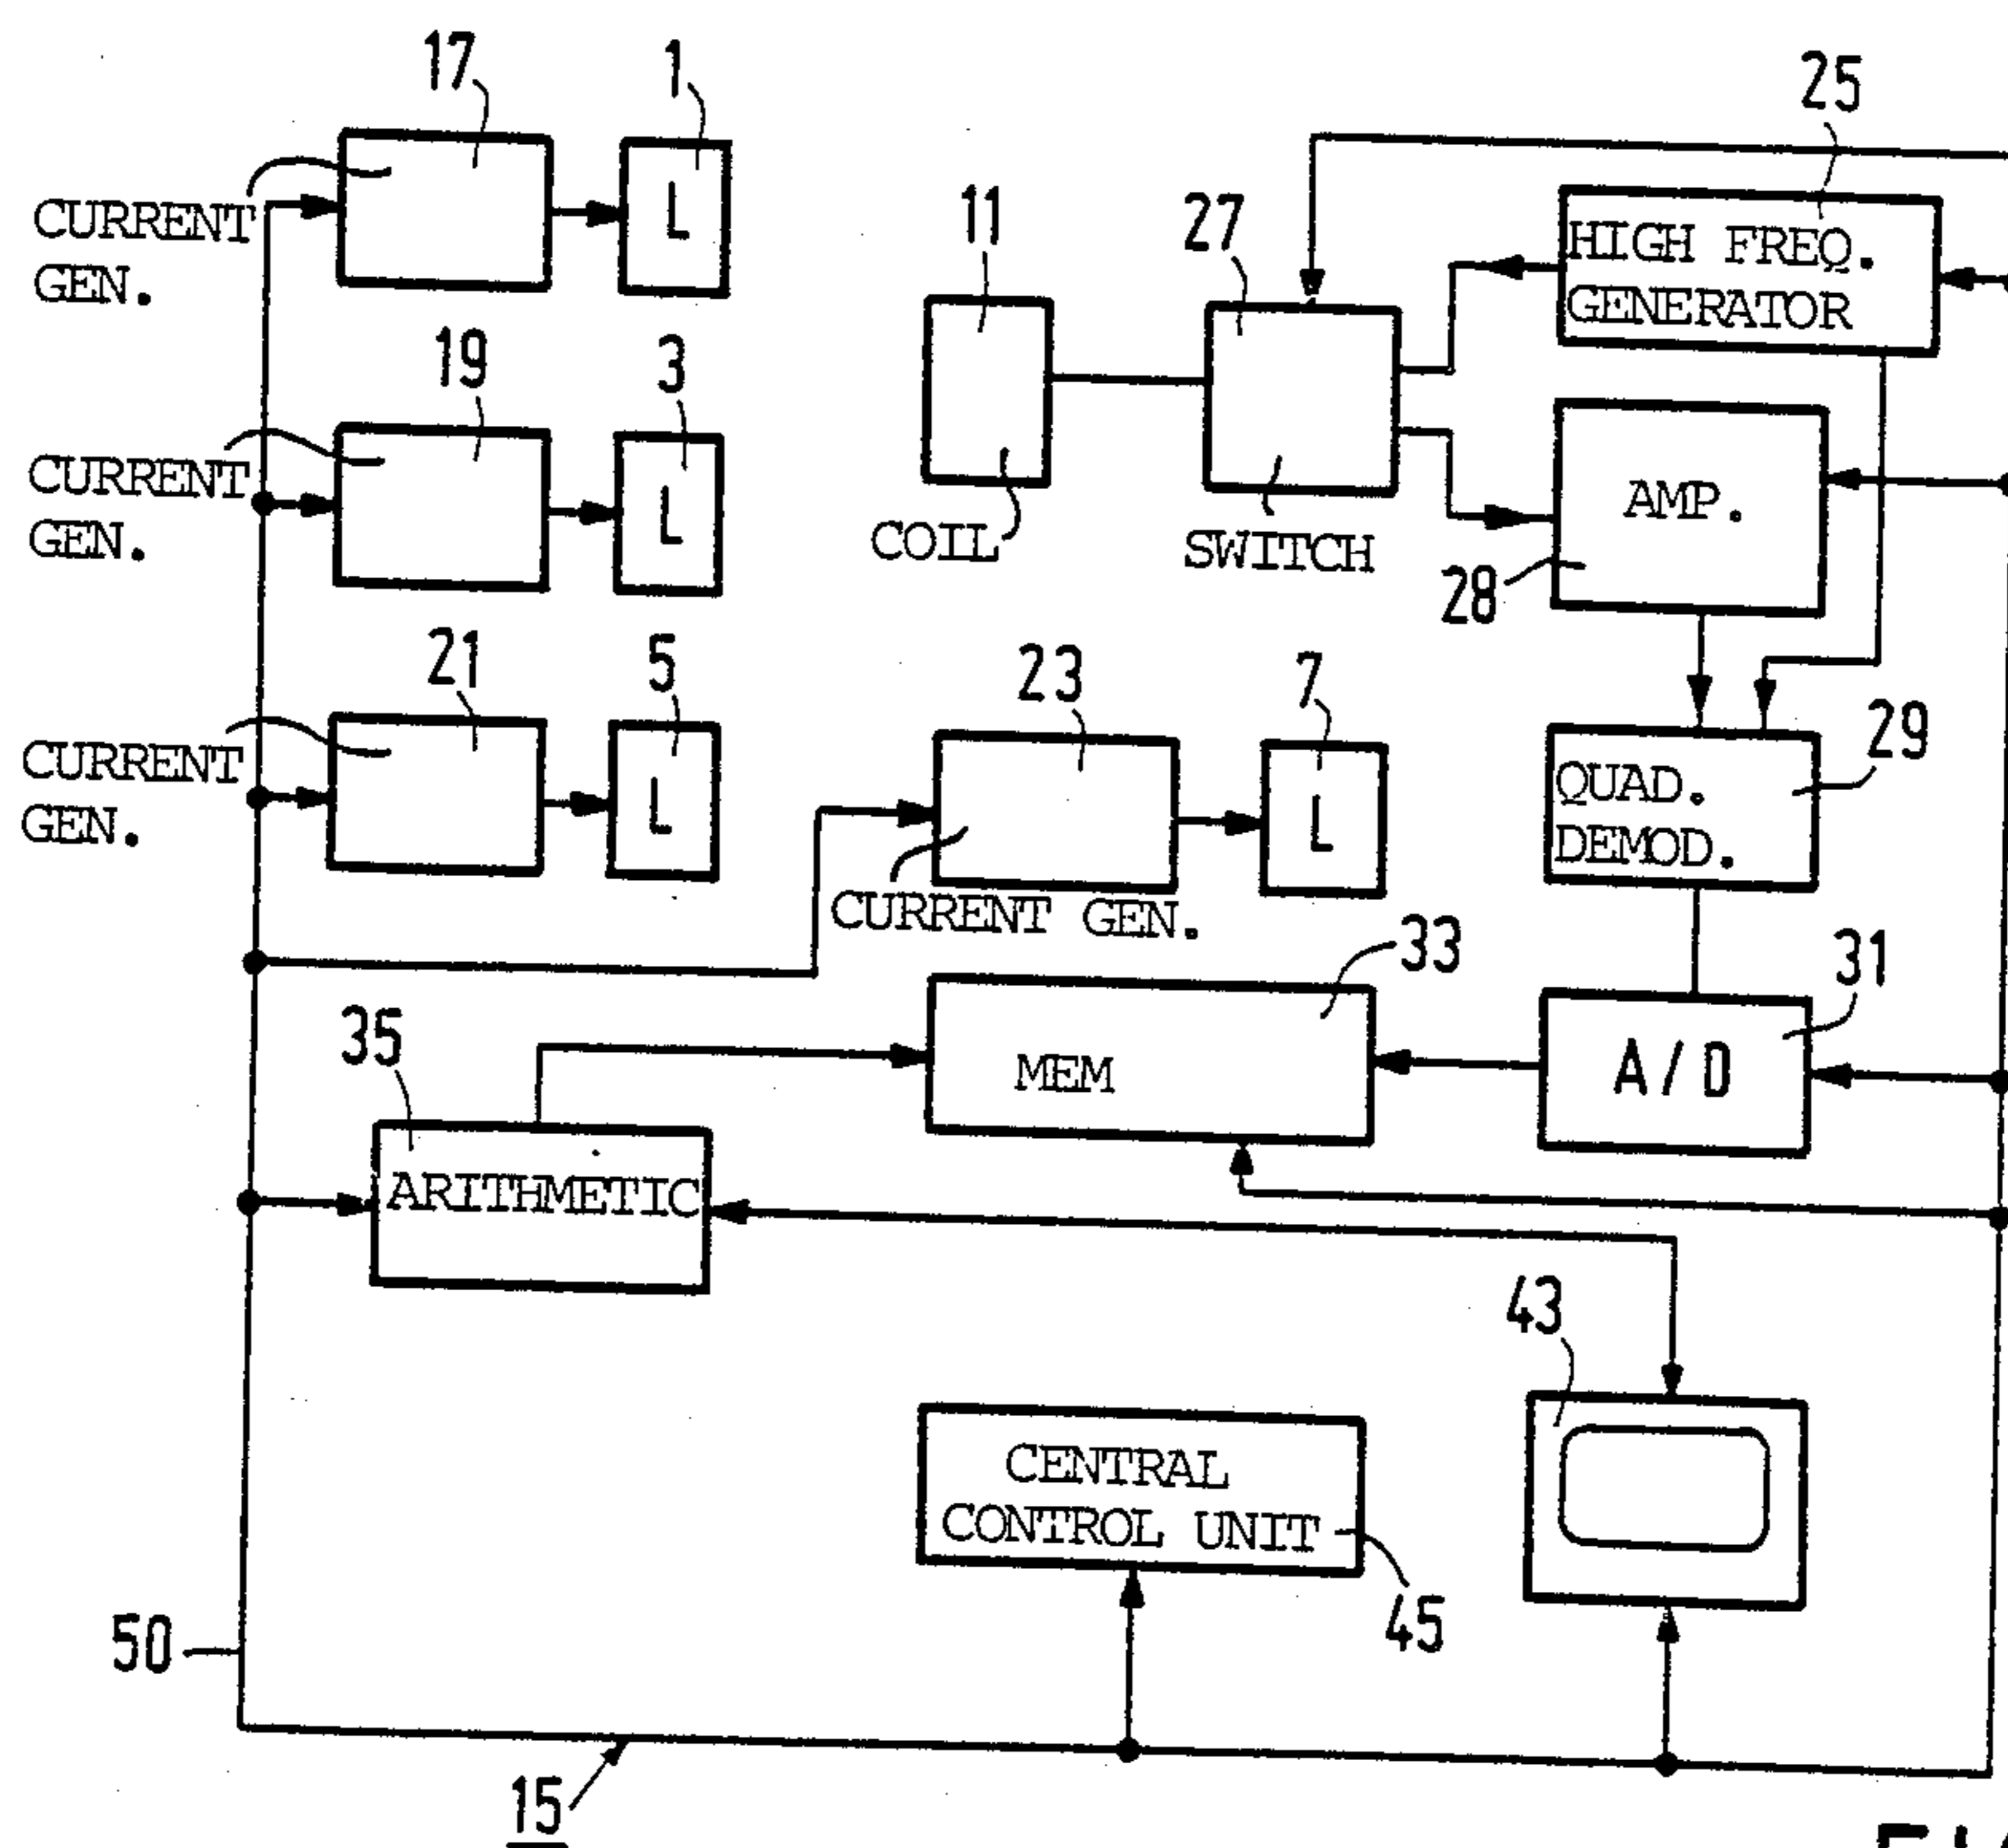 17
1
25
CURRENT
GEN.
L
11
27
HIGH FREQ.
GENERATOR
19
3
CURRENT
GEN.
L
AMP.
COIL
SWITCH
28
21
5
23
7
29
CURRENT
GEN.
L
L
QUAD.
DEMOD.
CURRENT GEN.
33
31
35
MEM
A/D
ARITHMETIC
43
CENTRAL
CONTROL UNIT
45
50
15